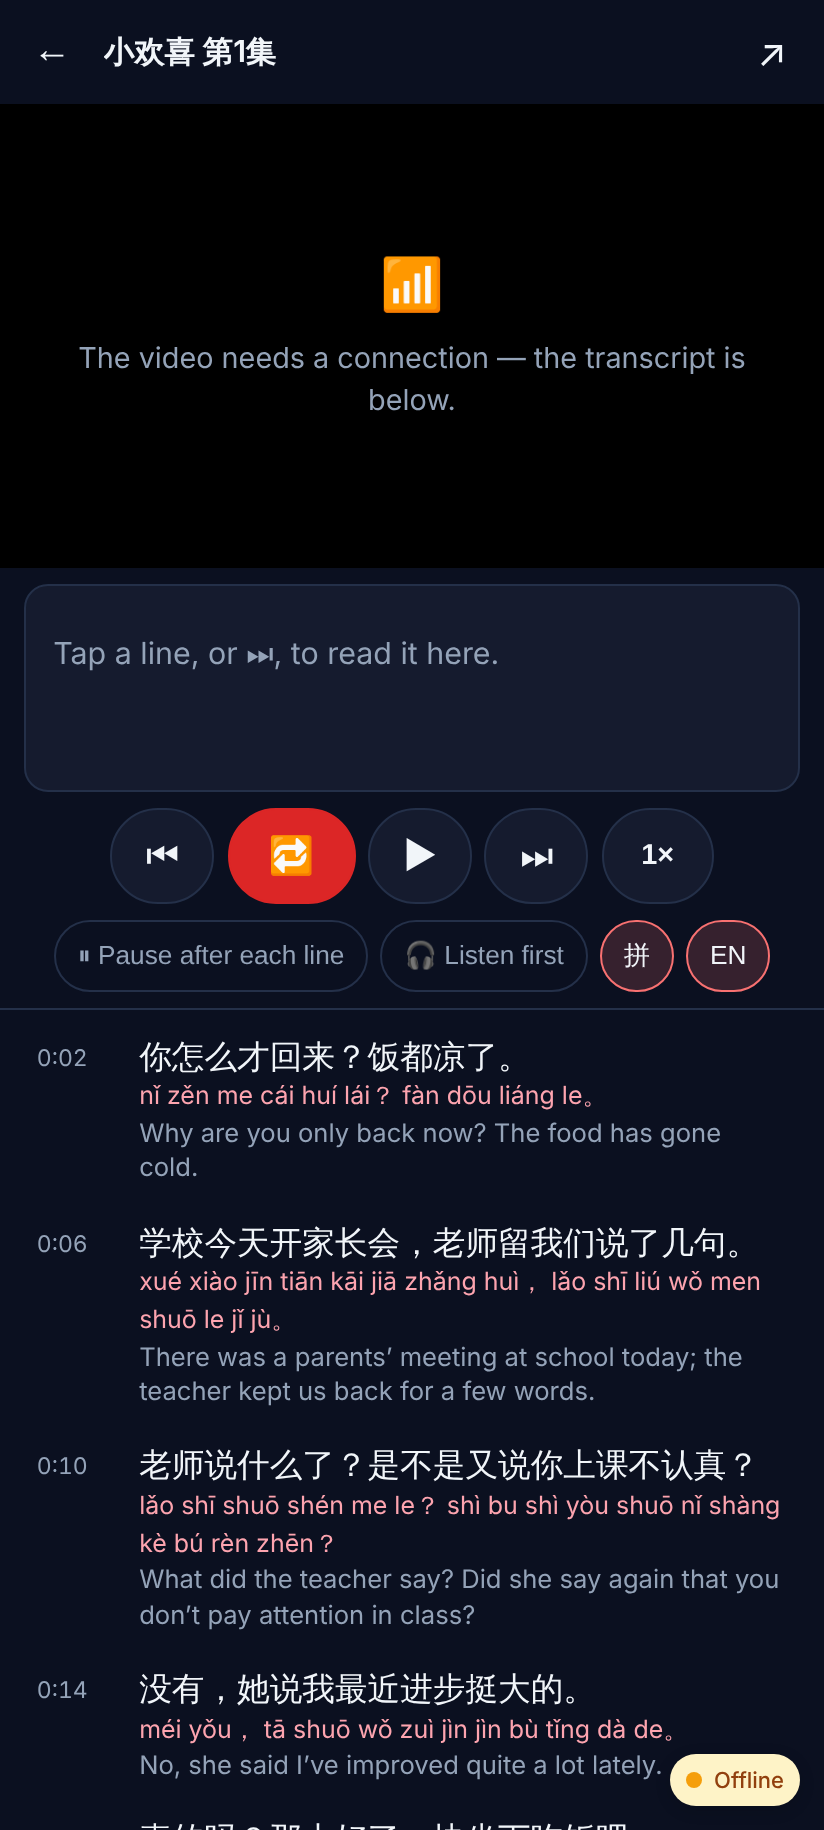 ← 小欢喜 第1集 ↗
The video needs a connection — the transcript is
below.
Tap a line, or ⏭, to read it here.
1×
⏸ Pause after each line 🎧 Listen first 拼 EN
0:02 你怎么才回来？饭都凉了。
nǐ zěn me cái huí lái？ fàn dōu liáng le。
Why are you only back now? The food has gone
cold.
0:06 学校今天开家长会，老师留我们说了几句。
xué xiào jīn tiān kāi jiā zhǎng huì， lǎo shī liú wǒ men
shuō le jǐ jù。
There was a parents’ meeting at school today; the
teacher kept us back for a few words.
0:10 老师说什么了？是不是又说你上课不认真？
lǎo shī shuō shén me le？ shì bu shì yòu shuō nǐ shàng
kè bú rèn zhēn？
What did the teacher say? Did she say again that you
don’t pay attention in class?
0:14 没有，她说我最近进步挺大的。
méi yǒu， tā shuō wǒ zuì jìn jìn bù tǐng dà de。
No, she said I’ve improved quite a lot lately.
Offline